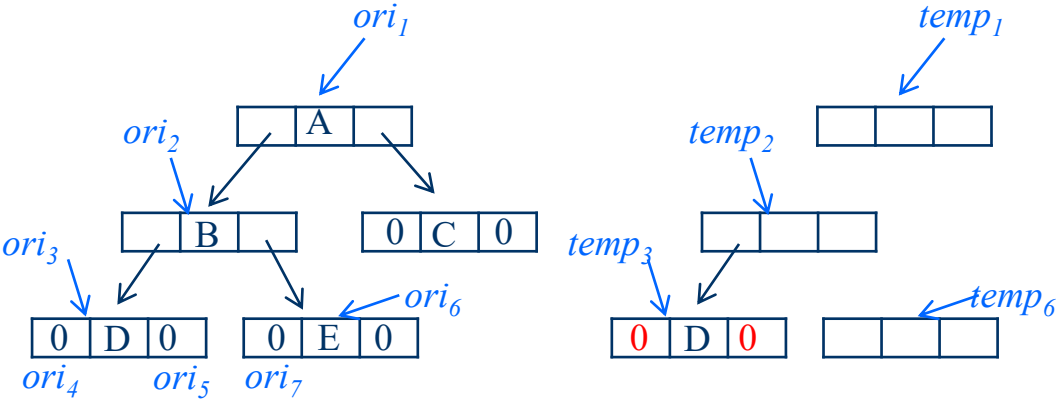 ori₁ temp₁
A
ori₂ temp₂
B 0 C 0
ori₃ temp₃
ori₆ temp₆
0 D 0 0 E 0 0 D 0
ori₄ ori₅ ori₇